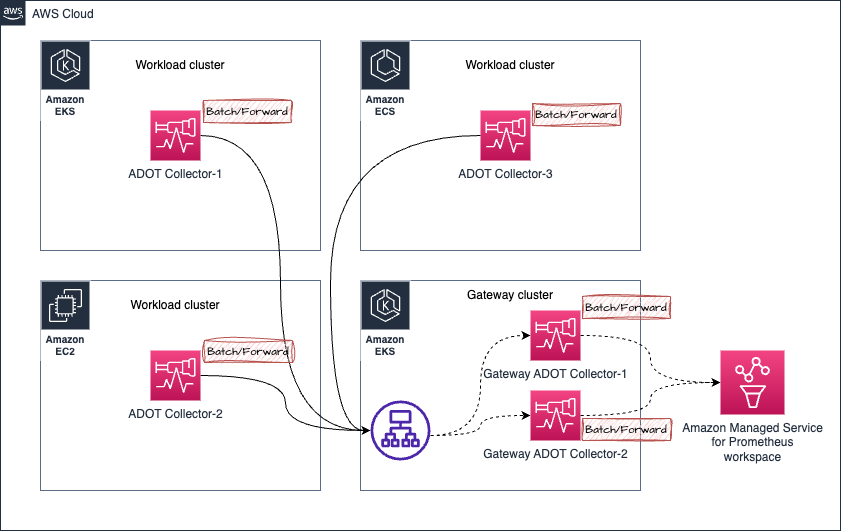 aws
AWS Cloud
Amazon
EKS
Workload cluster
Batch/Forward
ADOT Collector-1
Amazon
ECS
Workload cluster
Batch/Forward
ADOT Collector-3
Amazon
EC2
Workload cluster
Batch/Forward
ADOT Collector-2
Amazon
EKS
Gateway cluster
Batch/Forward
Gateway ADOT Collector-1
Batch/Forward
Gateway ADOT Collector-2
Amazon Managed Service
for Prometheus
workspace